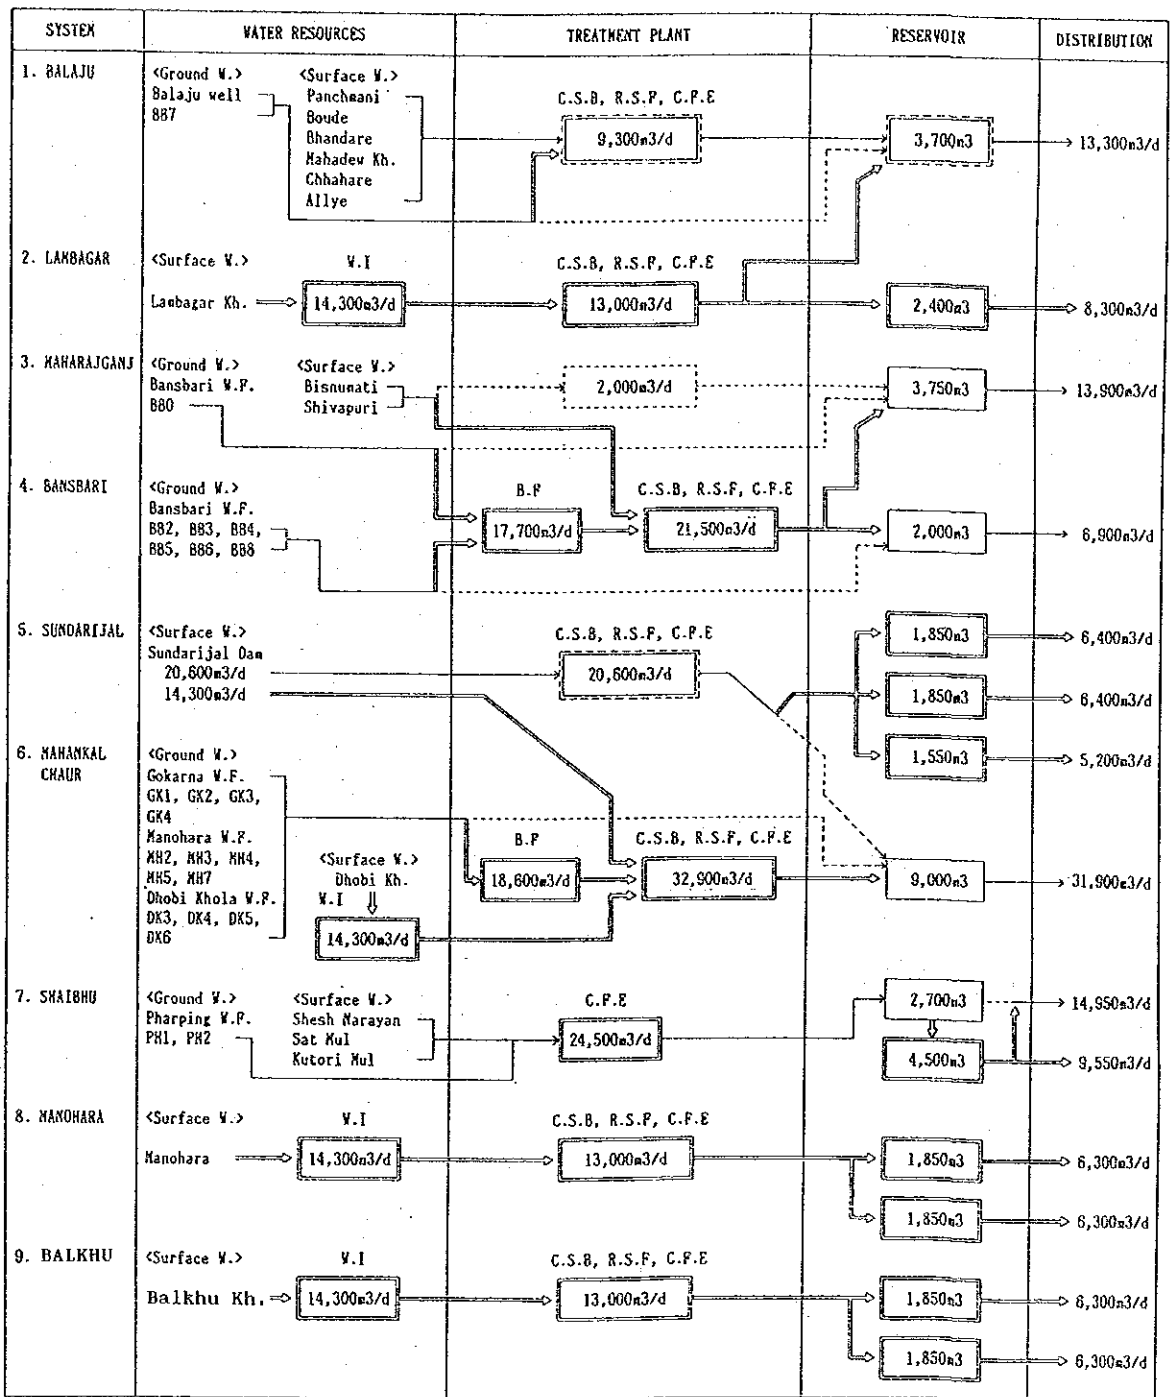 SYSTEM
WATER RESOURCES
TREATMENT PLANT
RESERVOIR
DISTRIBUTION
1. BALAJU
<Ground W.>
Balaju well
BB7
<Surface W.>
Panchmani
Boude
Bhandare
Mahadew Kh.
Chhahare
Allye
C.S.B, R.S.F, C.F.E
9,300m3/d
3,700m3
13,300m3/d
2. LAMBAGAR
<Surface W.>
Lambagar Kh.
W.I
14,300m3/d
C.S.B, R.S.F, C.F.E
13,000m3/d
2,400m3
8,300m3/d
3. MAHARAJGANJ
<Ground W.>
Bansbari W.F.
BB0
<Surface W.>
Bisnumati
Shivapuri
2,000m3/d
3,750m3
13,900m3/d
4. BANSBARI
<Ground W.>
Bansbari W.F.
BB2, BB3, BB4,
BB5, BB6, BB8
B.F
17,700m3/d
C.S.B, R.S.F, C.F.E
21,500m3/d
2,000m3
6,900m3/d
5. SUNDARIJAL
<Surface W.>
Sundarijal Dam
20,600m3/d
14,300m3/d
C.S.B, R.S.F, C.F.E
20,600m3/d
1,850m3
6,400m3/d
1,850m3
6,400m3/d
1,550m3
5,200m3/d
6. MAHANKAL
CHAUR
<Ground W.>
Gokarna W.F.
GK1, GK2, GK3,
GK4
Manohara W.F.
MH2, MH3, MH4,
MH5, MH7
Dhobi Khola W.F.
DK3, DK4, DK5,
DK6
<Surface W.>
Dhobi Kh.
W.I
14,300m3/d
B.F
18,600m3/d
C.S.B, R.S.F, C.F.E
32,900m3/d
9,000m3
31,900m3/d
7. SHAIBHU
<Ground W.>
Pharping W.F.
PH1, PH2
<Surface W.>
Shesh Narayan
Sat Mul
Kutori Mul
C.F.E
24,500m3/d
2,700m3
14,950m3/d
4,500m3
9,550m3/d
8. MANOHARA
<Surface W.>
Manohara
W.I
14,300m3/d
C.S.B, R.S.F, C.F.E
13,000m3/d
1,850m3
6,300m3/d
1,850m3
6,300m3/d
9. BALKHU
<Surface W.>
Balkhu Kh.
W.I
14,300m3/d
C.S.B, R.S.F, C.F.E
13,000m3/d
1,850m3
6,300m3/d
1,850m3
6,300m3/d